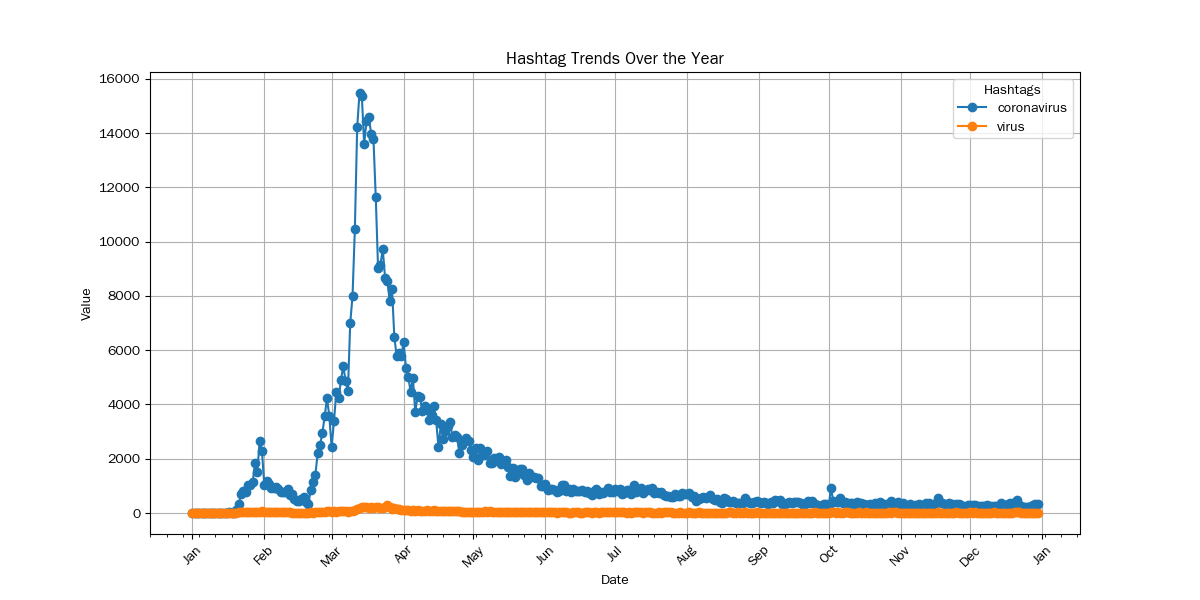 Hashtag Trends Over the Year
Hashtags
coronavirus
virus
Value
16000
14000
12000
10000
8000
6000
4000
2000
0
Jan Feb Mar Apr May Jun Jul Aug Sep Oct Nov Dec Jan
Date